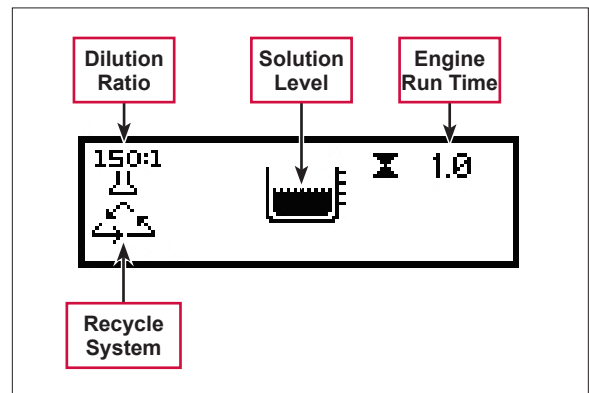 Dilution
Ratio
Solution
Level
Engine
Run Time
150:1
1.0
Recycle
System